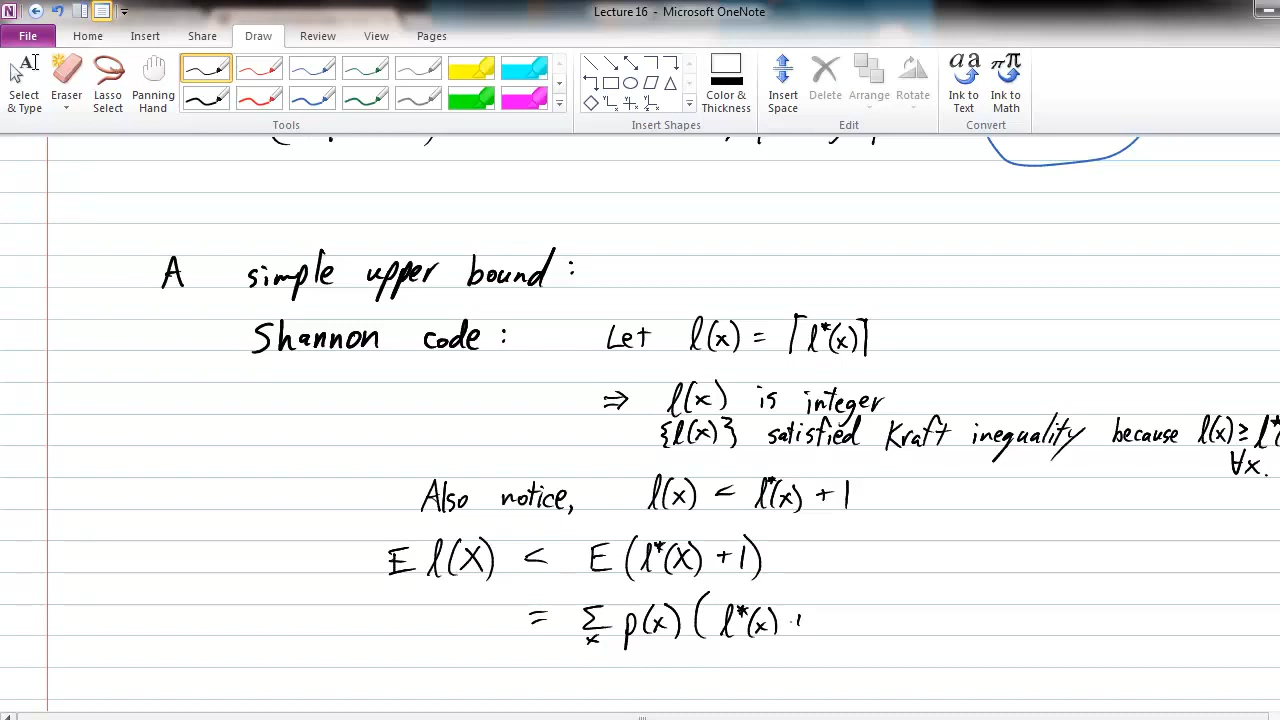 Lecture 16 - Microsoft OneNote
File Home Insert Share Draw Review View Pages
Select & Type Eraser Lasso Select Panning Hand Color & Thickness Insert Space Delete Arrange Rotate Ink to Text Ink to Math
Tools Insert Shapes Edit Convert
A simple upper bound :
Shannon code : Let l(x) = ⌈l*(x)⌉
⇒ l(x) is integer
{l(x)} satisfied Kraft inequality because l(x) ≥ l*(
∀x.
Also notice, l(x) < l*(x) + 1
E l(X) < E (l*(X) + 1)
= Σ_x p(x) ( l*(x)